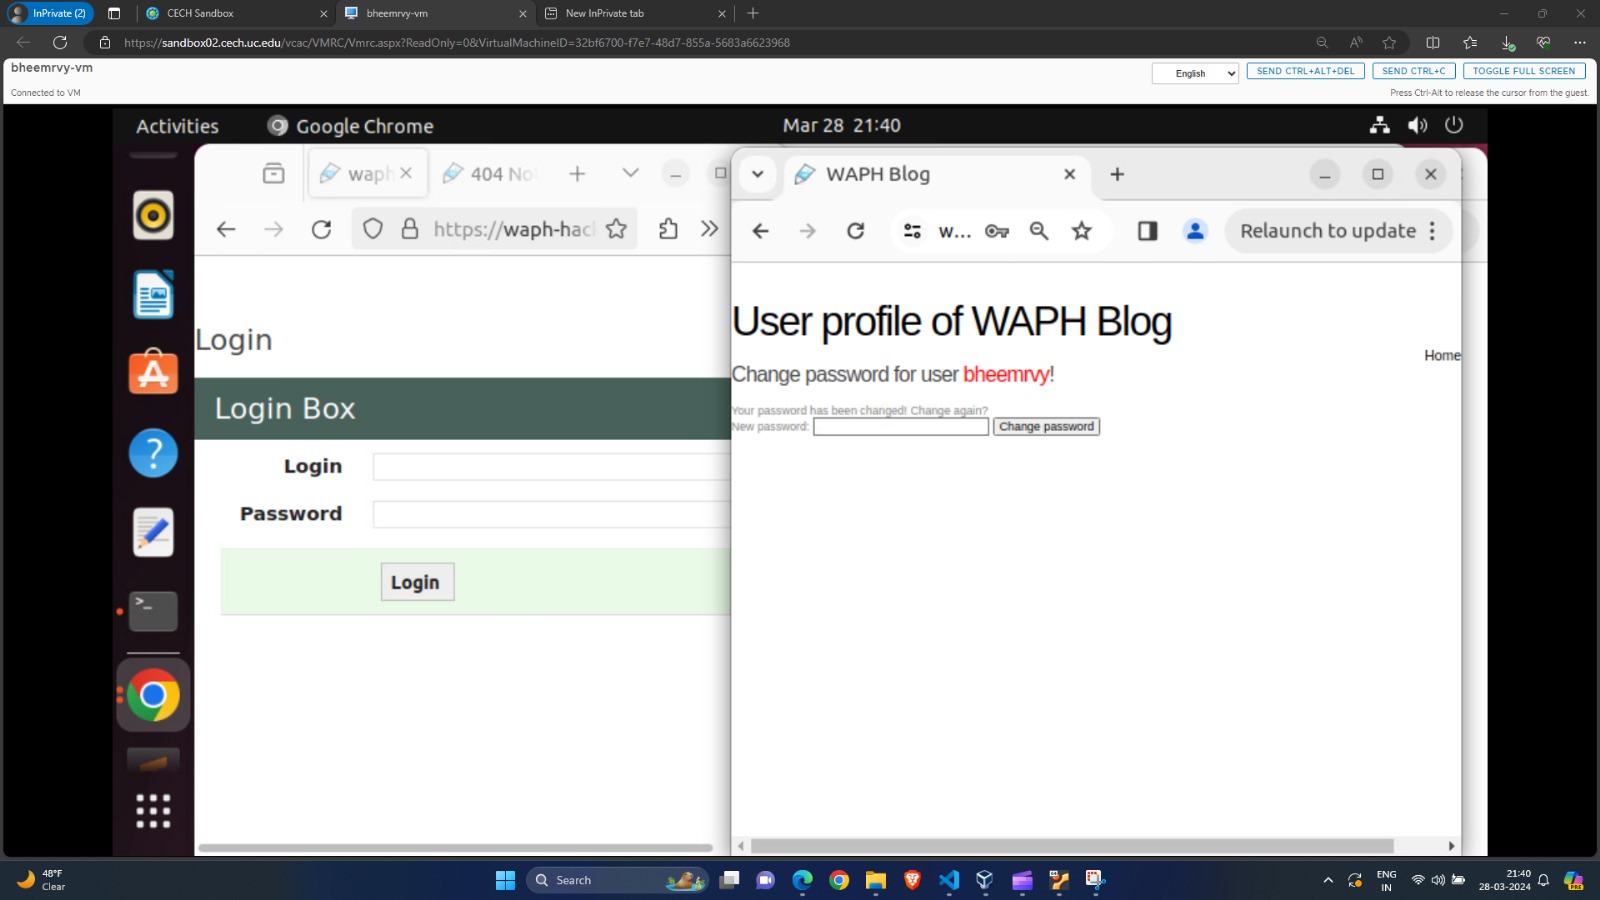 InPrivate (2)
CECH Sandbox
bheemrvy-vm
New InPrivate tab
https://sandbox02.cech.uc.edu/vcac/VMRC/Vmrc.aspx?ReadOnly=0&VirtualMachineID=32bf6700-f7e7-48d7-855a-5683a6623968
bheemrvy-vm
Connected to VM
English
SEND CTRL+ALT+DEL
SEND CTRL+C
TOGGLE FULL SCREEN
Press Ctrl-Alt to release the cursor from the guest.
Activities
Google Chrome
Mar 28 21:40
waph
404 No
https://waph-hac
Login
Login Box
Login
Password
Login
WAPH Blog
w...
Relaunch to update
User profile of WAPH Blog
Home
Change password for user bheemrvy!
Your password has been changed! Change again?
New password:
Change password
48°F
Clear
Search
ENG
IN
21:40
28-03-2024
PRE